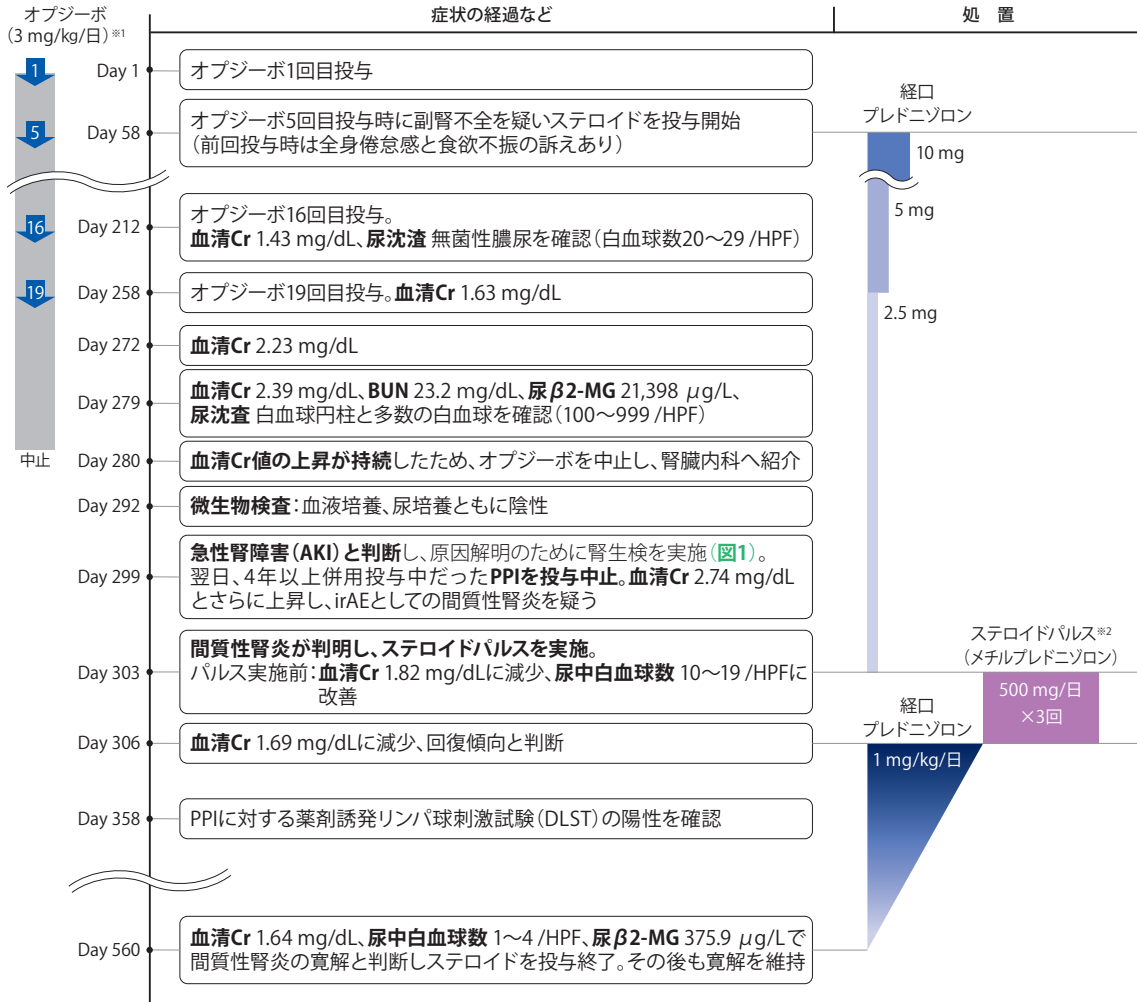 オプジーボ
(3 mg/kg/日)※1
症状の経過など
処 置
1
Day 1
オプジーボ1回目投与
5
Day 58
オプジーボ5回目投与時に副腎不全を疑いステロイドを投与開始
(前回投与時は全身倦怠感と食欲不振の訴えあり)
経口
プレドニゾロン
10 mg
5 mg
16
Day 212
オプジーボ16回目投与。
血清Cr 1.43 mg/dL、尿沈渣 無菌性膿尿を確認(白血球数20〜29 /HPF)
19
Day 258
オプジーボ19回目投与。血清Cr 1.63 mg/dL
2.5 mg
Day 272
血清Cr 2.23 mg/dL
Day 279
血清Cr 2.39 mg/dL、BUN 23.2 mg/dL、尿β2-MG 21,398 μg/L、
尿沈査 白血球円柱と多数の白血球を確認(100〜999 /HPF)
中止
Day 280
血清Cr値の上昇が持続したため、オプジーボを中止し、腎臓内科へ紹介
Day 292
微生物検査:血液培養、尿培養ともに陰性
Day 299
急性腎障害(AKI)と判断し、原因解明のために腎生検を実施(図1)。
翌日、4年以上併用投与中だったPPIを投与中止。血清Cr 2.74 mg/dL
とさらに上昇し、irAEとしての間質性腎炎を疑う
Day 303
間質性腎炎が判明し、ステロイドパルスを実施。
パルス実施前:血清Cr 1.82 mg/dLに減少、尿中白血球数 10〜19 /HPFに
改善
ステロイドパルス※2
(メチルプレドニゾロン)
500 mg/日
×3回
Day 306
血清Cr 1.69 mg/dLに減少、回復傾向と判断
経口
プレドニゾロン
1 mg/kg/日
Day 358
PPIに対する薬剤誘発リンパ球刺激試験(DLST)の陽性を確認
Day 560
血清Cr 1.64 mg/dL、尿中白血球数 1〜4 /HPF、尿β2-MG 375.9 μg/Lで
間質性腎炎の寛解と判断しステロイドを投与終了。その後も寛解を維持